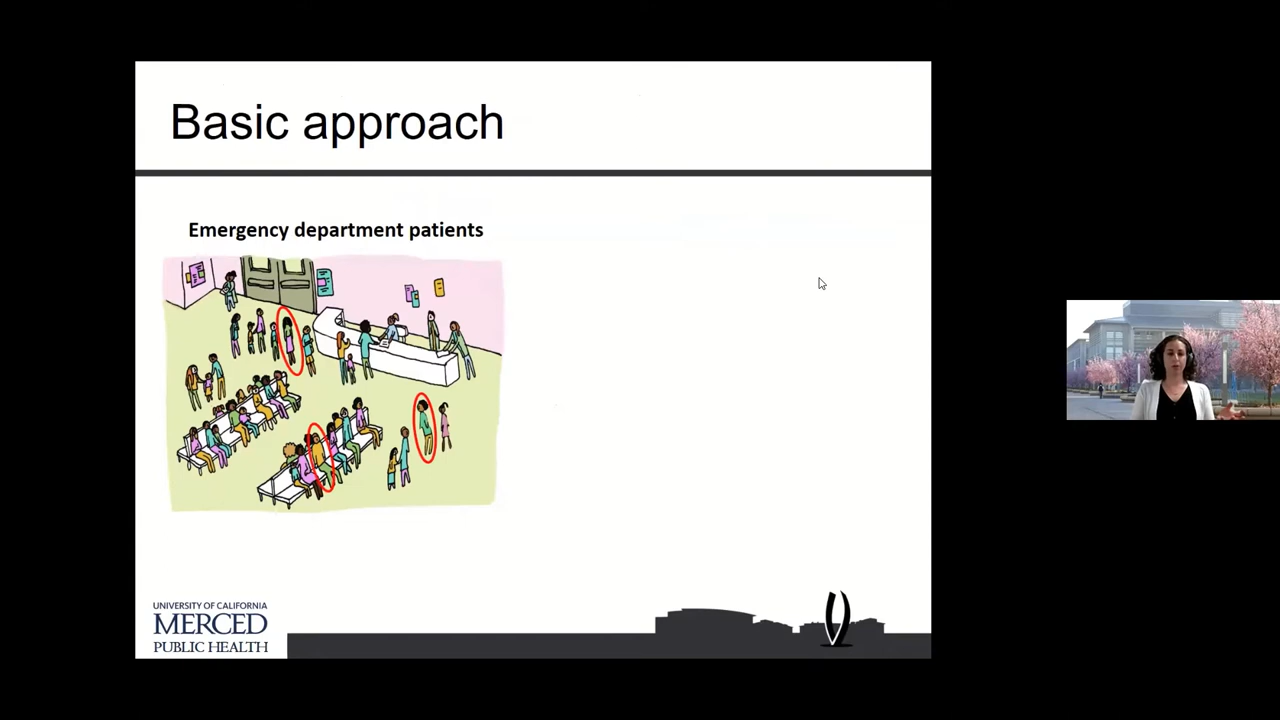 Basic approach
Emergency department patients
UNIVERSITY OF CALIFORNIA
MERCED
PUBLIC HEALTH